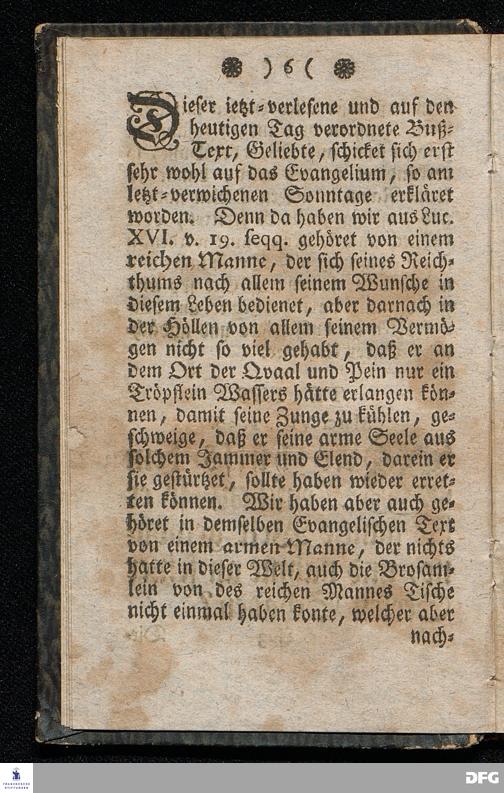 ❁ ) 6 ( ❁
Dieser ietzt-verlesene und auf den
heutigen Tag verordnete Buß-
Text, Geliebte, schicket sich erst
sehr wohl auf das Evangelium, so am
letzt-verwichenen Sonntage erkläret
worden. Denn da haben wir aus Luc.
XVI. v. 19. seqq. gehöret von einem
reichen Manne, der sich seines Reich-
thums nach allem seinem Wunsche in
diesem Leben bedienet, aber darnach in
der Höllen von allem seinem Vermö-
gen nicht so viel gehabt, daß er an
dem Ort der Qvaal und Pein nur ein
Tröpflein Wassers hätte erlangen kön-
nen, damit seine Zunge zu kühlen, ge-
schweige, daß er seine arme Seele aus
solchem Jammer und Elend, darein er
sie gestürtzet, sollte haben wieder erret-
ten können. Wir haben aber auch ge-
höret in demselben Evangelischen Text
von einem armen Manne, der nichts
hatte in dieser Welt, auch die Brosam-
lein von des reichen Mannes Tische
nicht einmal haben konte, welcher aber
nach-
FRANCKESCHE
STIFTUNGEN
DFG